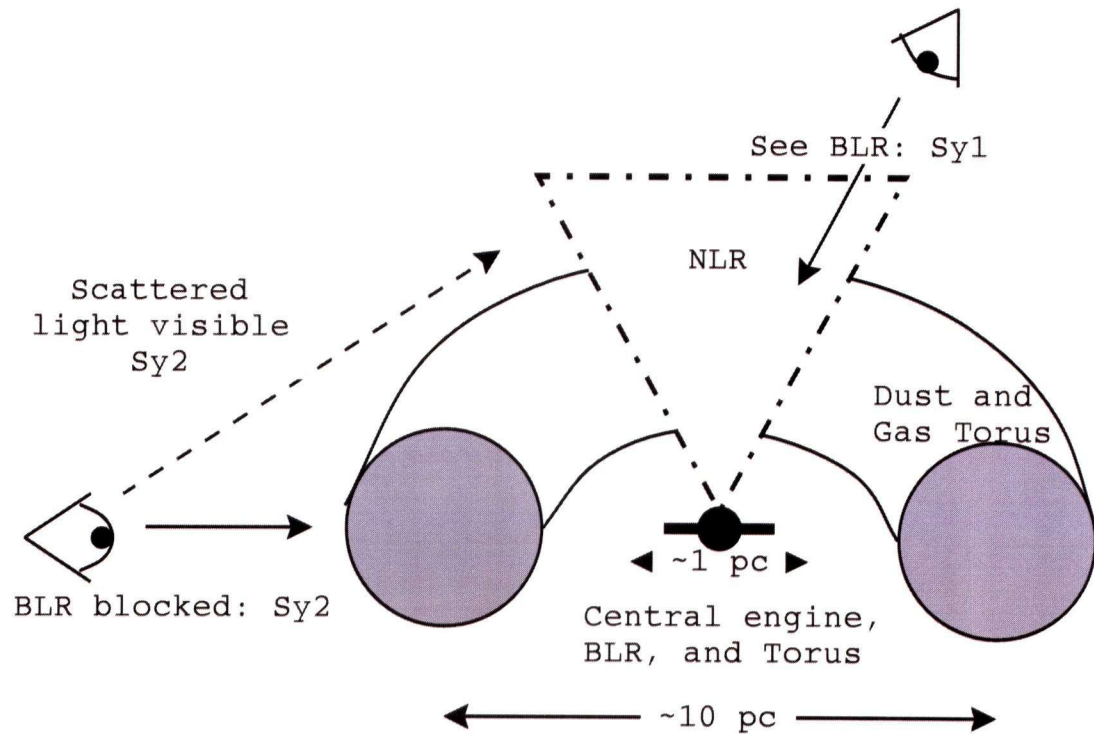 See BLR: Sy1
NLR
Scattered
light visible
Sy2
Dust and
Gas Torus
BLR blocked: Sy2
~1 pc
Central engine,
BLR, and Torus
~10 pc